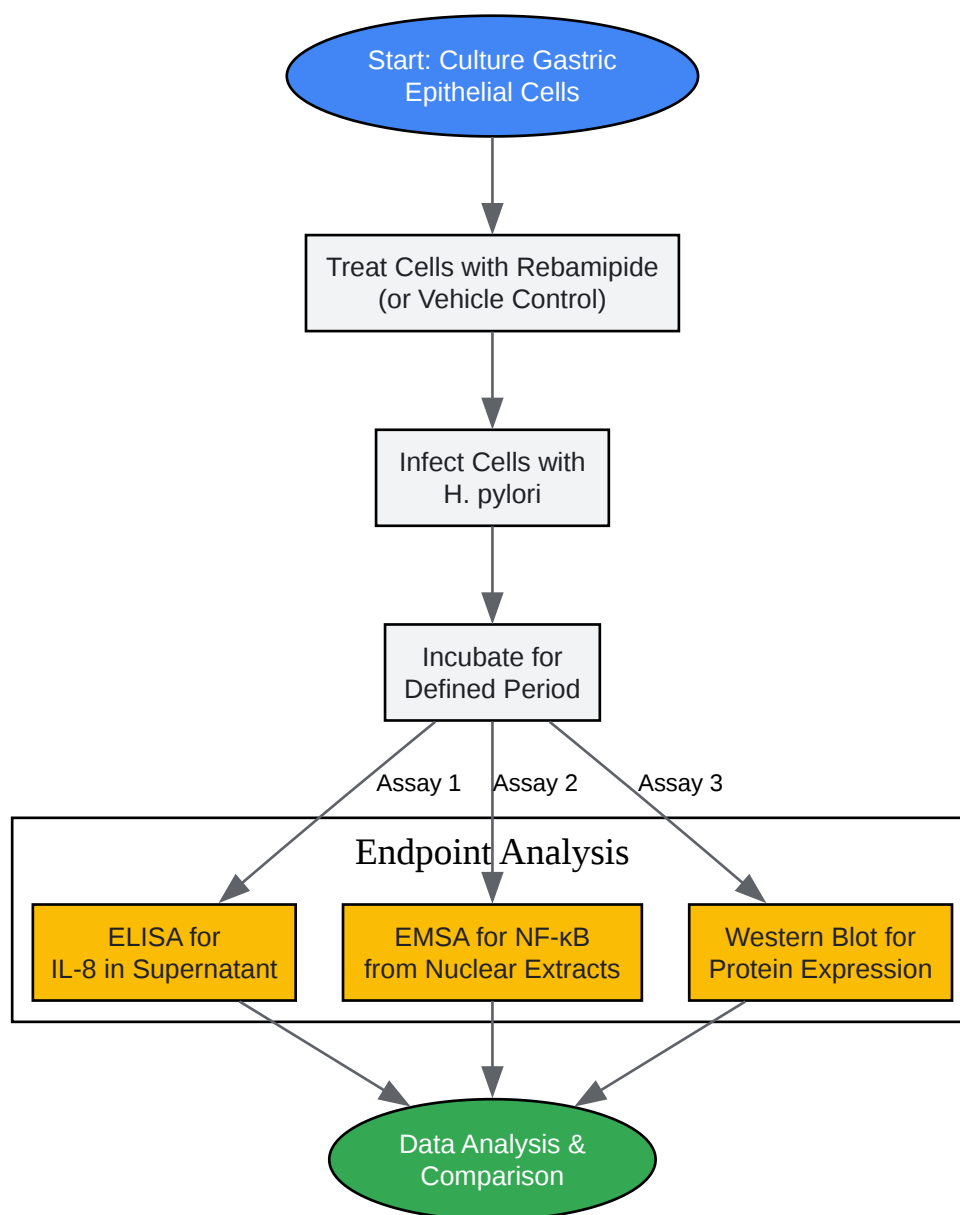 Start: Culture Gastric
Epithelial Cells
Treat Cells with Rebamipide
(or Vehicle Control)
Infect Cells with
H. pylori
Incubate for
Defined Period
Assay 1
Assay 2
Assay 3
Endpoint Analysis
ELISA for
IL-8 in Supernatant
EMSA for NF-κB
from Nuclear Extracts
Western Blot for
Protein Expression
Data Analysis &
Comparison